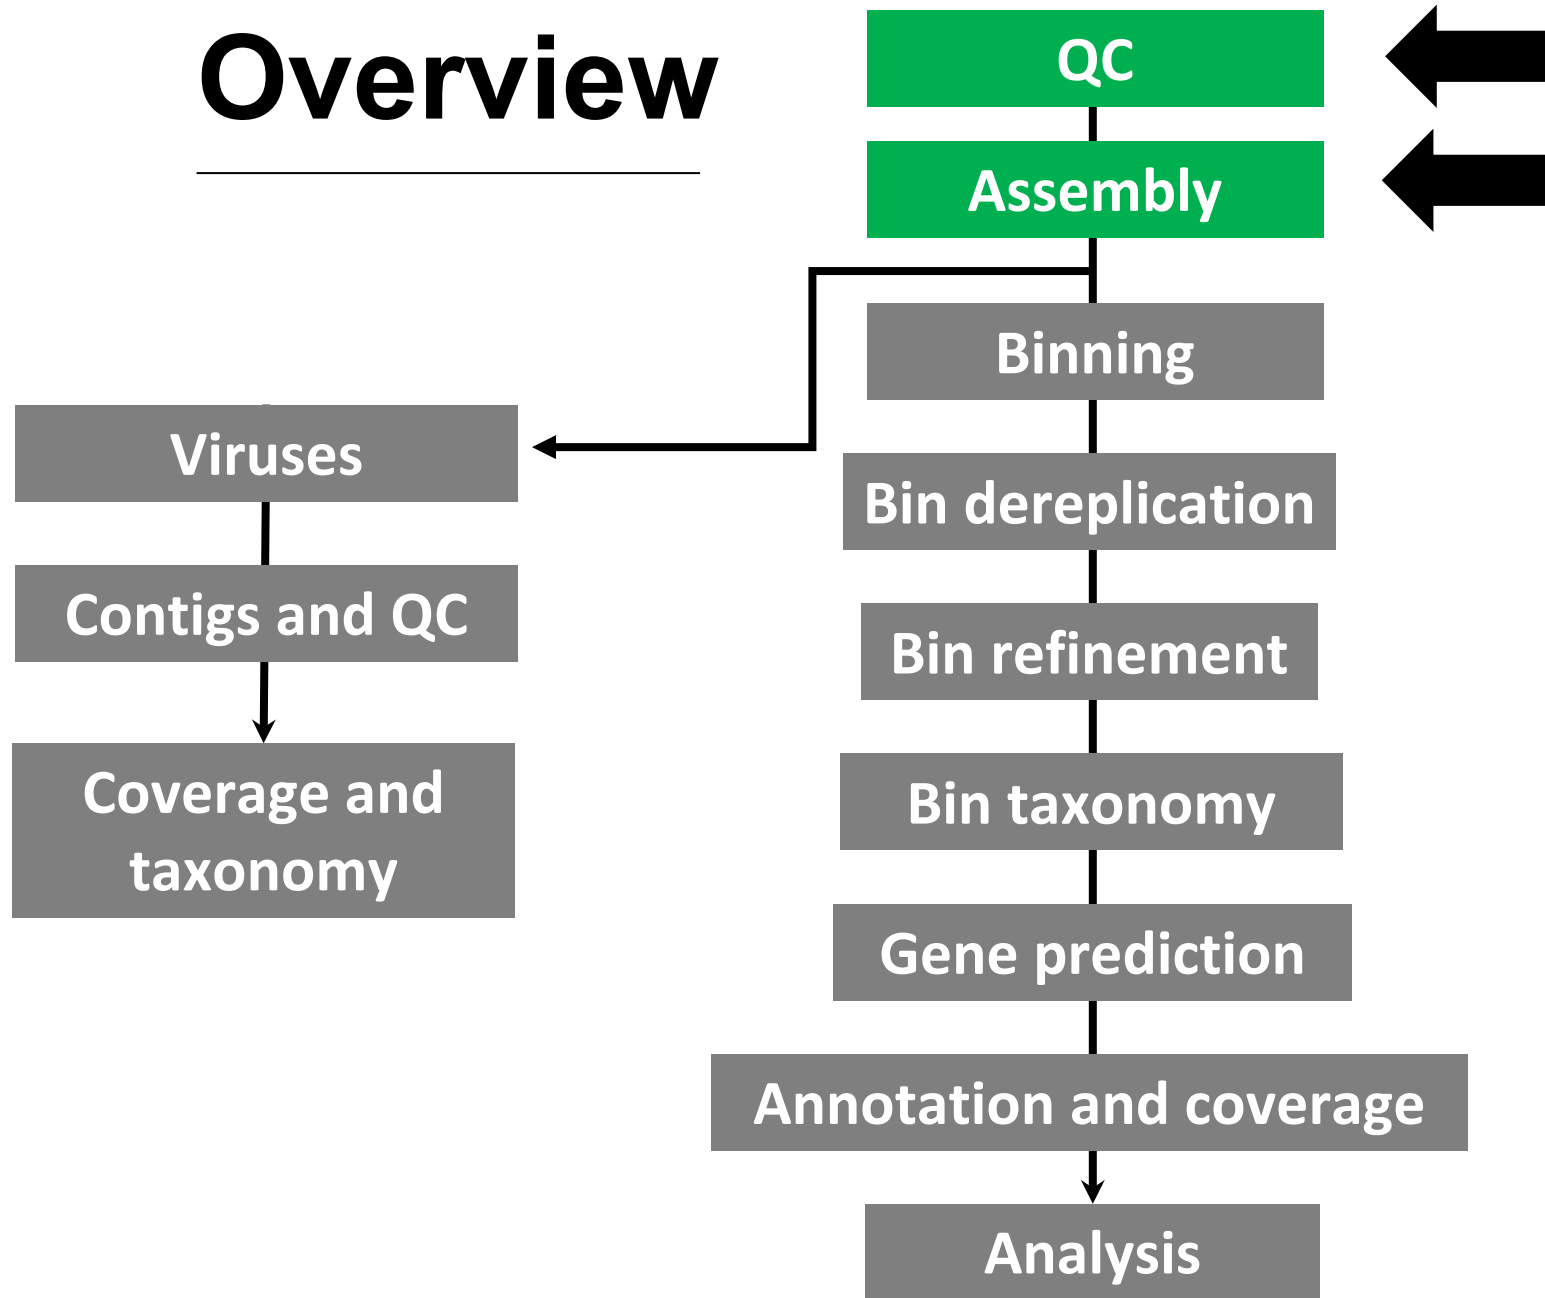 Overview
QC
Assembly
Binning
Viruses
Bin dereplication
Contigs and QC
Bin refinement
Coverage and
taxonomy
Bin taxonomy
Gene prediction
Annotation and coverage
Analysis